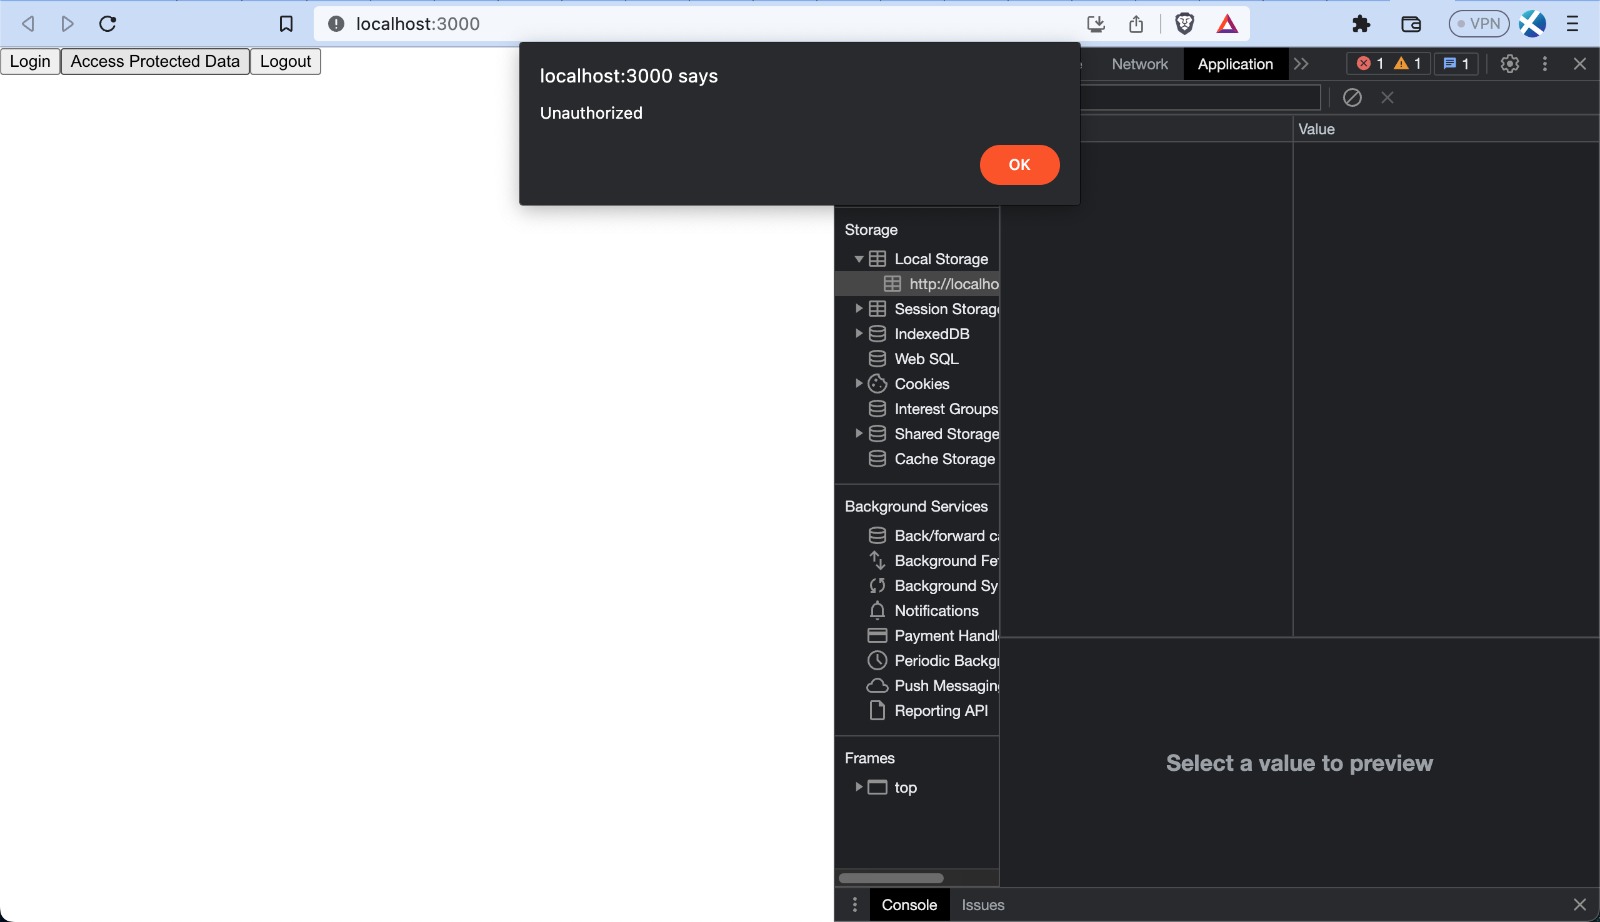 localhost:3000
VPN
Login
Access Protected Data
Logout
localhost:3000 says
Unauthorized
OK
Network
Application
1
1
1
Value
Storage
Local Storage
http://localho
Session Storag
IndexedDB
Web SQL
Cookies
Interest Groups
Shared Storage
Cache Storage
Background Services
Back/forward c
Background Fe
Background Sy
Notifications
Payment Handl
Periodic Backg
Push Messagin
Reporting API
Frames
top
Select a value to preview
Console
Issues